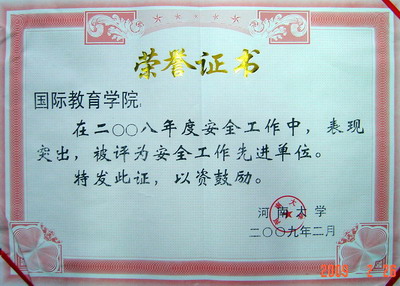 荣誉证书
国际教育学院:
在二〇〇八年度安全工作中，表现
突出，被评为安全工作先进单位。
特发此证，以资鼓励。
河南大学
二〇〇九年二月